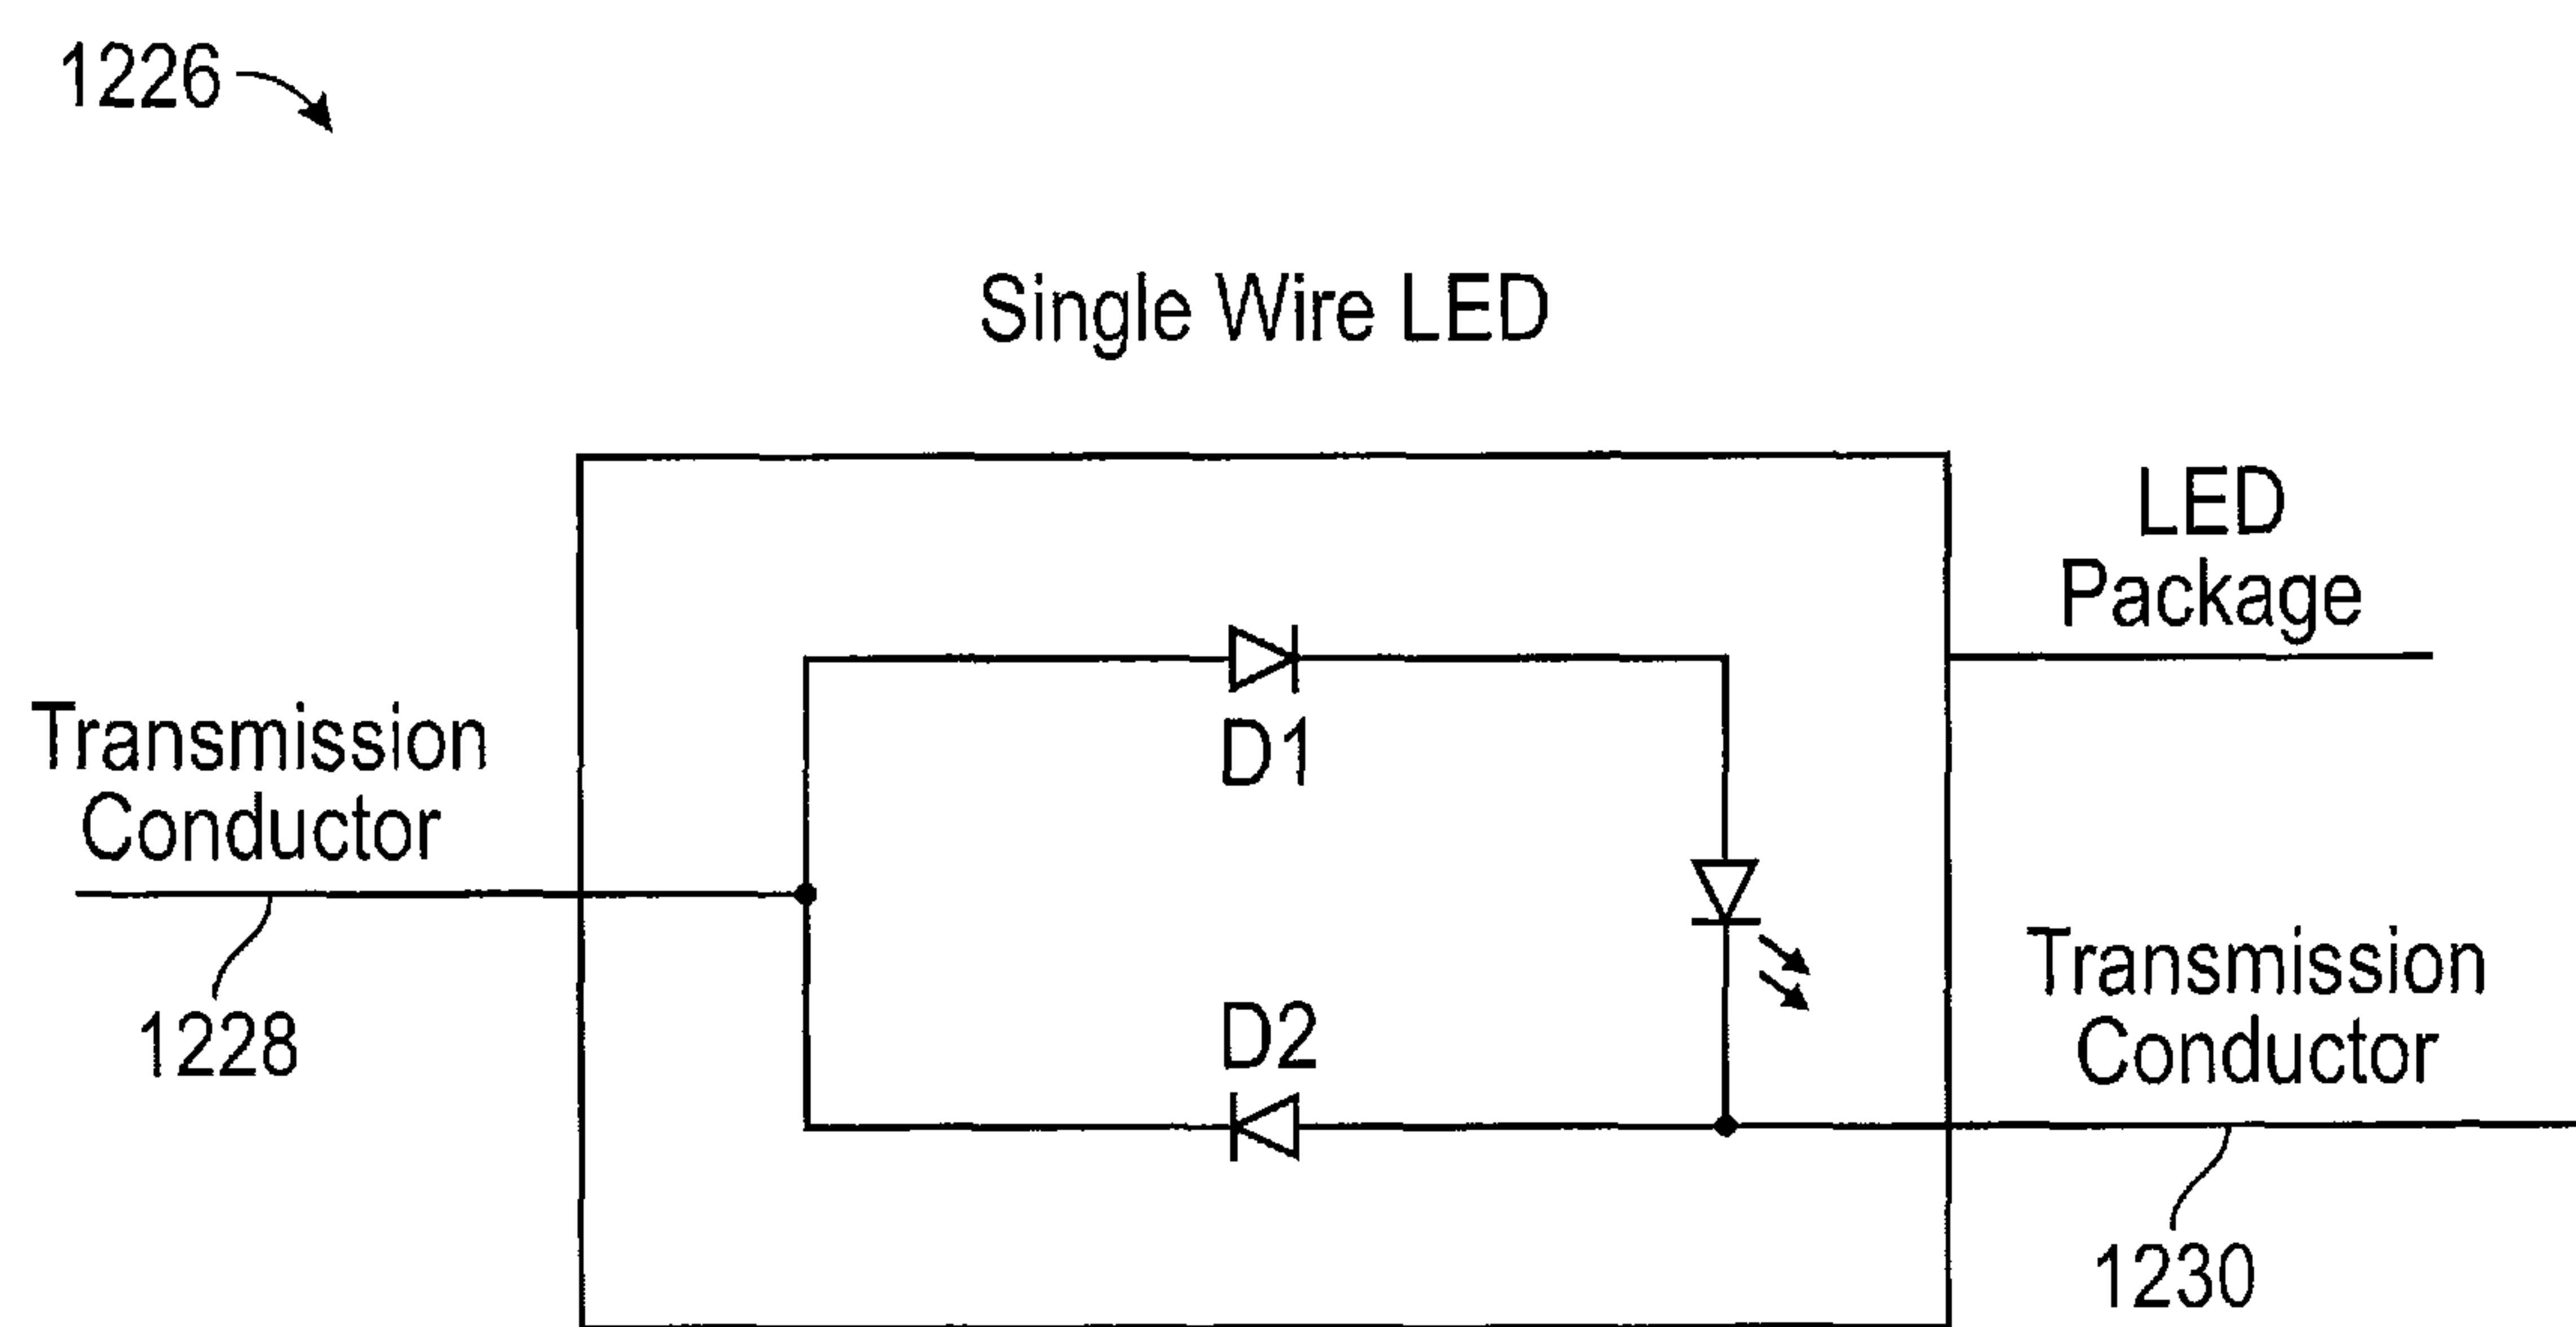 1226
Single Wire LED
LED
Package
Transmission
Conductor
D1
Transmission
Conductor
D2
1228
1230